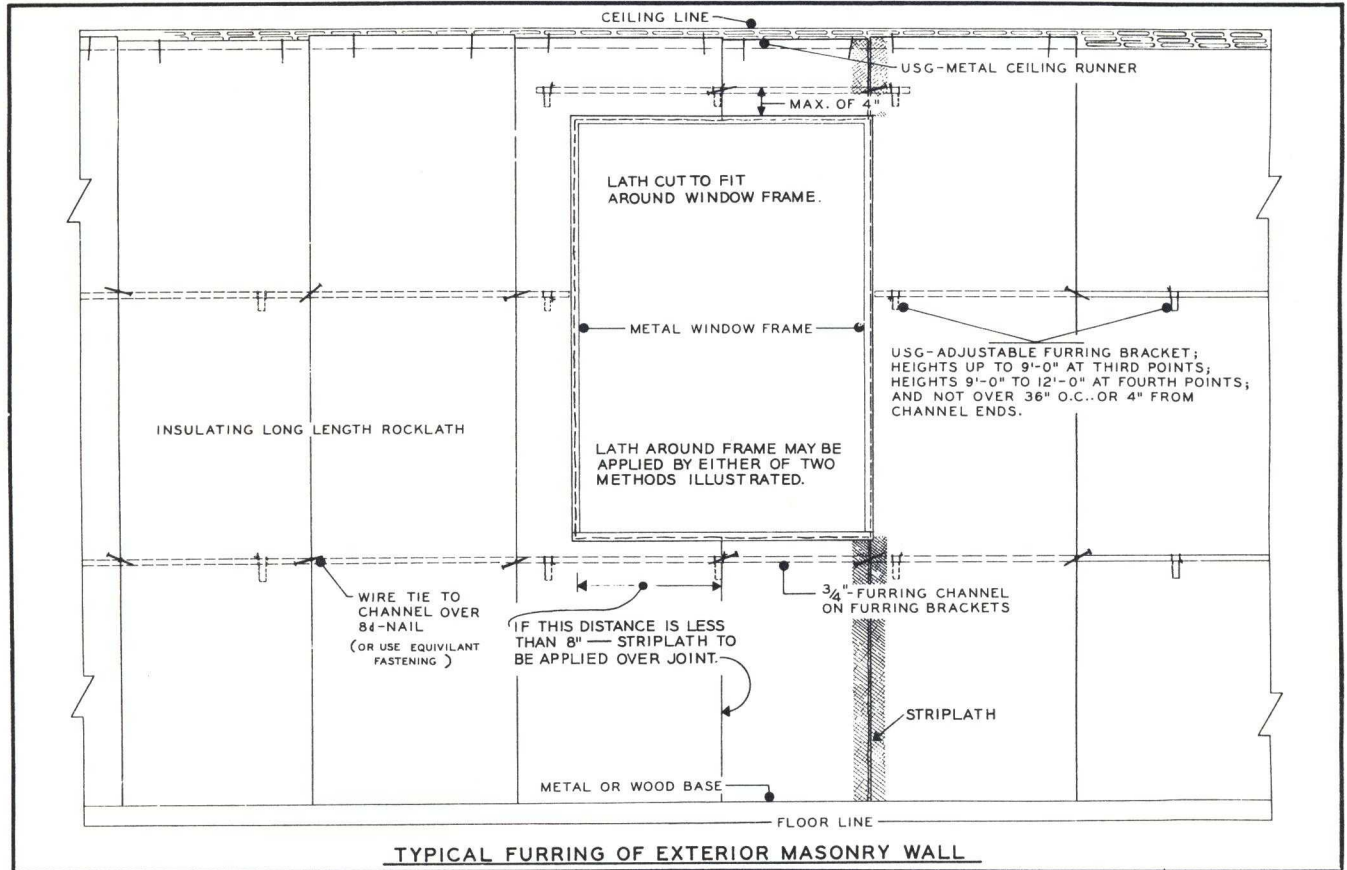 CEILING LINE
USG-METAL CEILING RUNNER
MAX. OF 4"
LATH CUT TO FIT
AROUND WINDOW FRAME.
METAL WINDOW FRAME
USG-ADJUSTABLE FURRING BRACKET;
HEIGHTS UP TO 9'-0" AT THIRD POINTS;
HEIGHTS 9'-0" TO 12'-0" AT FOURTH POINTS;
AND NOT OVER 36" O.C..OR 4" FROM
CHANNEL ENDS.
INSULATING LONG LENGTH ROCKLATH
LATH AROUND FRAME MAY BE
APPLIED BY EITHER OF TWO
METHODS ILLUSTRATED.
WIRE TIE TO
CHANNEL OVER
8d-NAIL
(OR USE EQUIVILANT
FASTENING )
IF THIS DISTANCE IS LESS
THAN 8" — STRIPLATH TO
BE APPLIED OVER JOINT.
3/4"-FURRING CHANNEL
ON FURRING BRACKETS
STRIPLATH
METAL OR WOOD BASE
FLOOR LINE
TYPICAL FURRING OF EXTERIOR MASONRY WALL